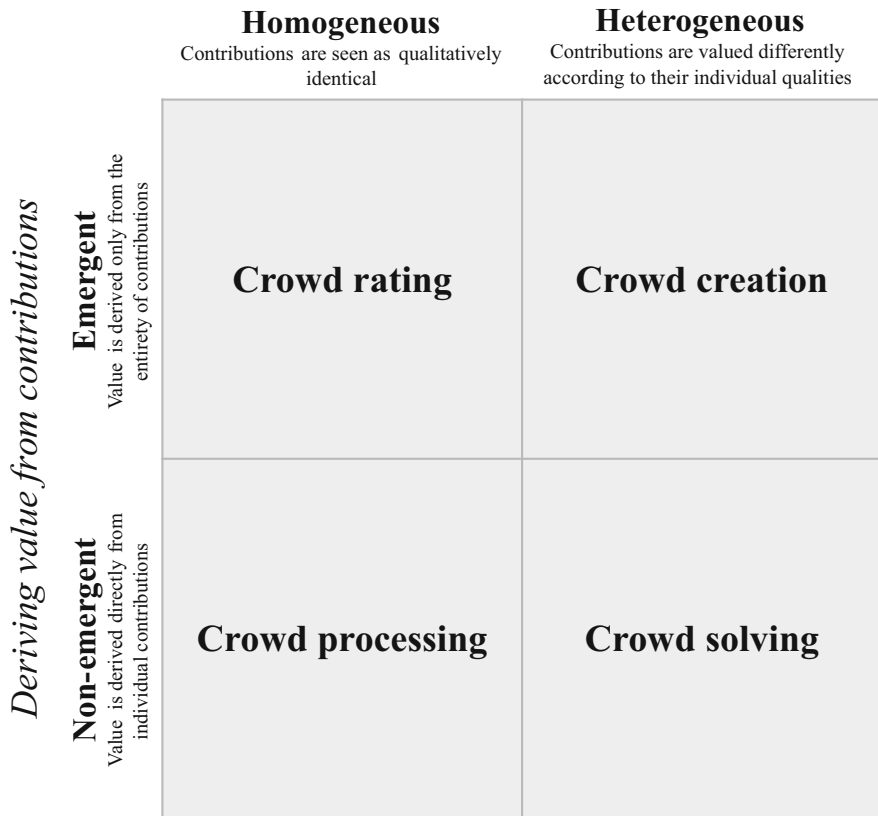 Homogeneous
Contributions are seen as qualitatively
identical
Heterogeneous
Contributions are valued differently
according to their individual qualities
Deriving value from contributions
Emergent
Value is derived only from the
entirety of contributions
Crowd rating
Crowd creation
Non-emergent
Value is derived directly from
individual contributions
Crowd processing
Crowd solving